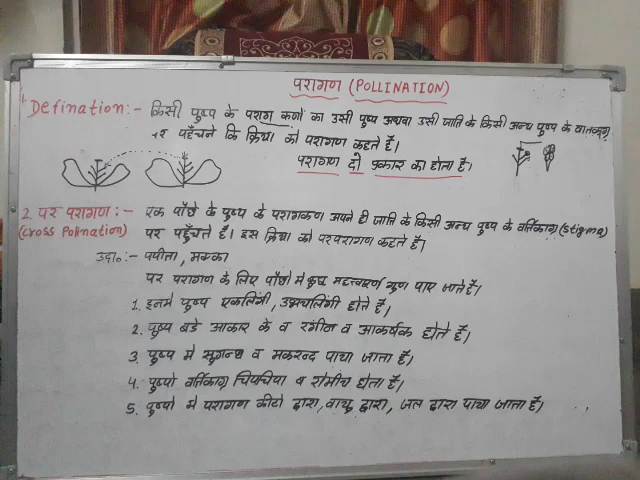 परागण (POLLINATION)
1. Defination:- किसी पुष्प के पराग कणो का उसी पुष्प अथवा उसी जाति के किसी अन्य पुष्प के
पर पहुँचने कि क्रिया को परागण कहते हैं।
परागण दो प्रकार का होता है।
2. पर परागण:- एक पौधे के पुष्प के परागकण अपने ही जाति के किसी अन्य पुष्प के वर्तिकाग्र (stigma)
(Cross Pollination) पर पहुँचते हैं। इस क्रिया को परपरागण कहते हैं।
उदा०:- पपीता, मक्का
पर परागण के लिए पौधो मे कुछ महत्त्वपूर्ण गुण पाए जाते हैं।
1. इनमे पुष्प एकलिंगी, उभयलिंगी होते हैं।
2. पुष्प बडे आकार के व रंगीन व आकर्षक होते हैं।
3. पुष्प मे सुगन्ध व मकरन्द पाया जाता है।
4. पुष्पो वर्तिकाग्र चिपचिपा व रोमीय होता है।
5. पुष्पो मे परागण कीटो द्वारा, वायु द्वारा, जल द्वारा पाया जाता है।